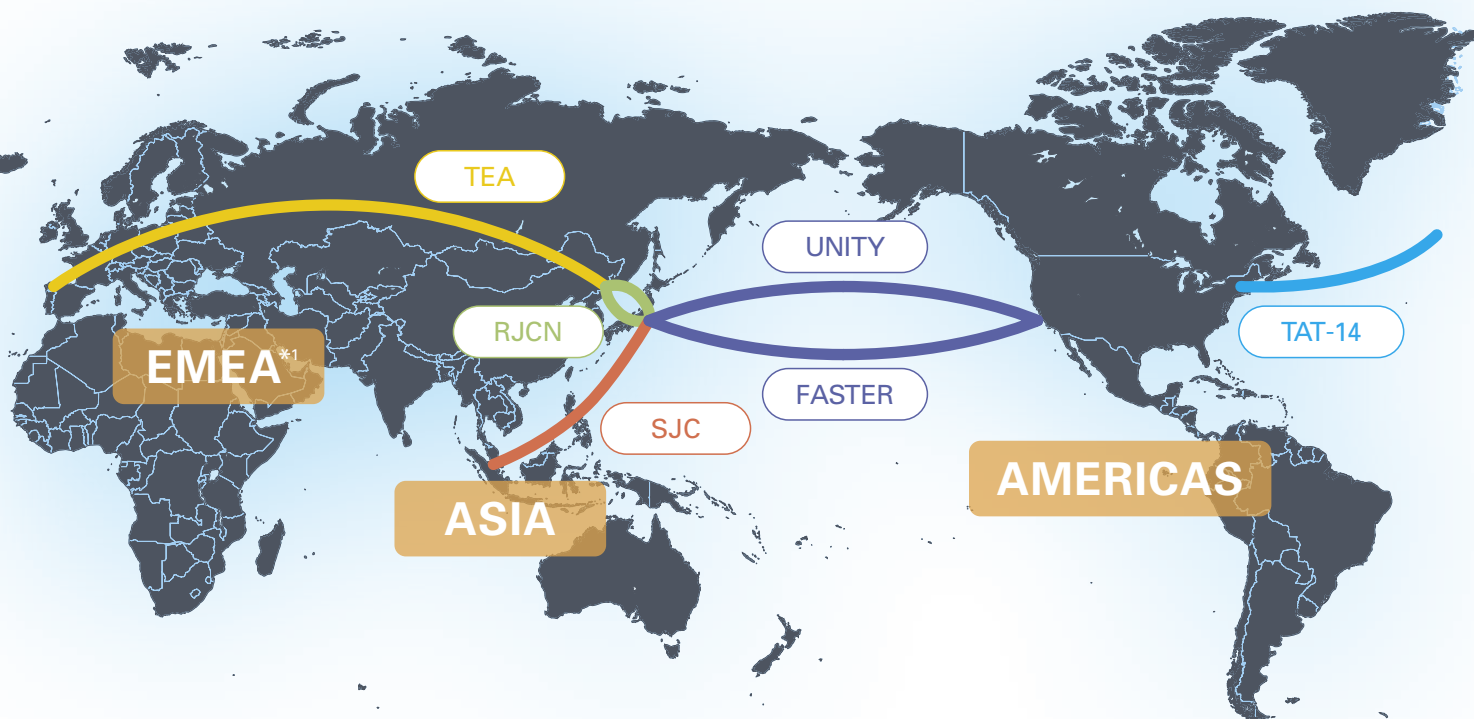 TEA
UNITY
RJCN
TAT-14
EMEA*1
FASTER
SJC
AMERICAS
ASIA